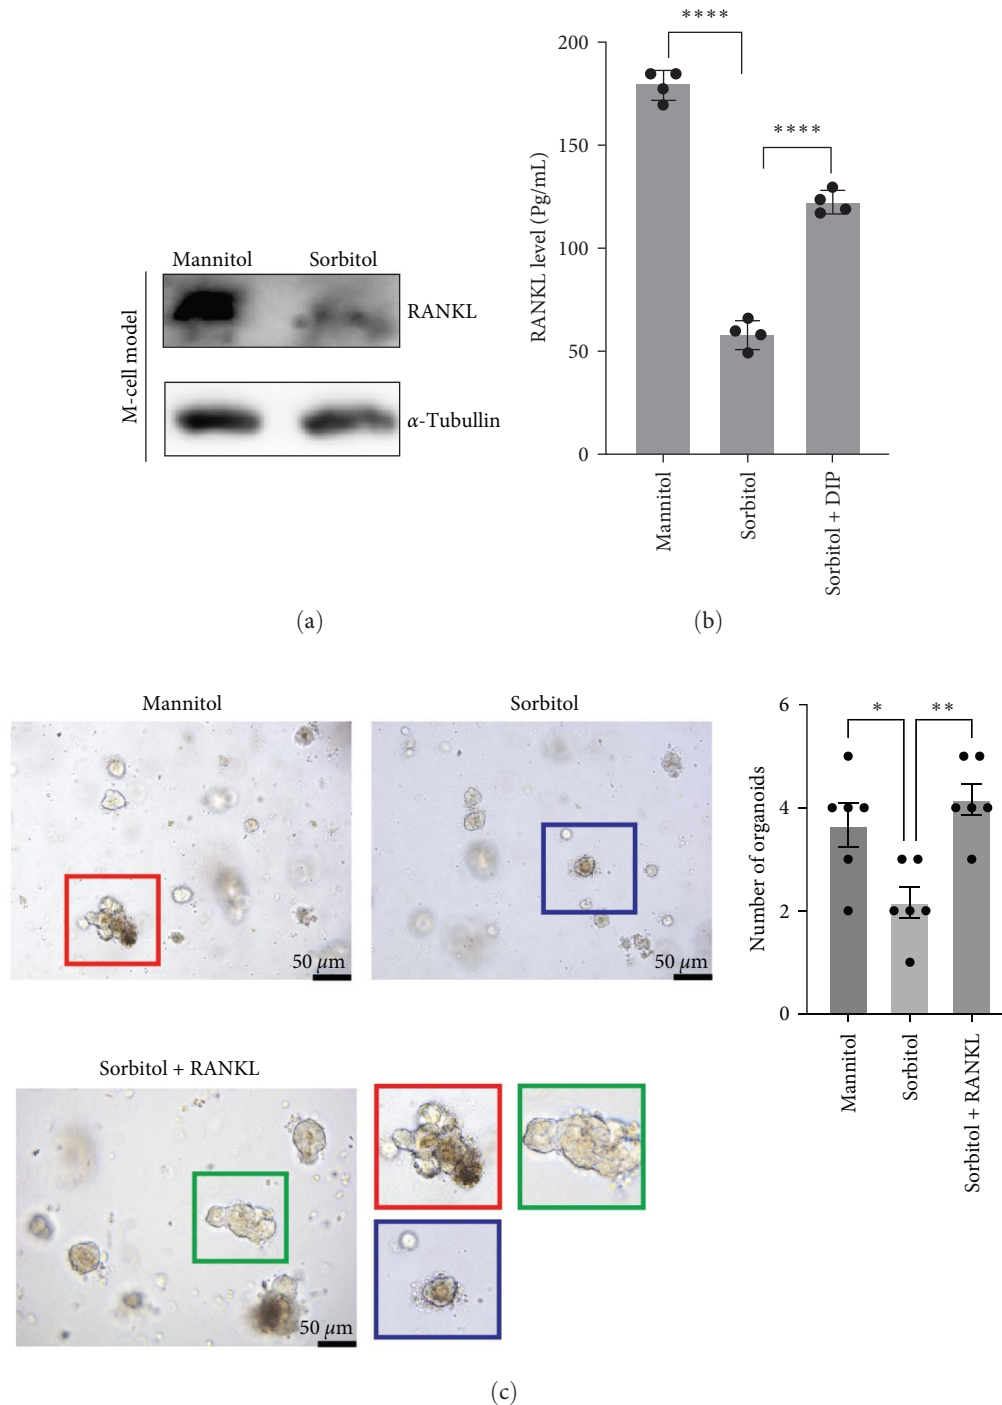 Mannitol Sorbitol
RANKL
α-Tubullin
M-cell model
(a)
****
****
200
150
100
50
0
RANKL level (Pg/mL)
Mannitol
Sorbitol
Sorbitol + DIP
(b)
Mannitol
50 μm
Sorbitol
50 μm
Sorbitol + RANKL
50 μm
* **
6
4
2
0
Number of organoids
Mannitol
Sorbitol
Sorbitol + RANKL
(c)